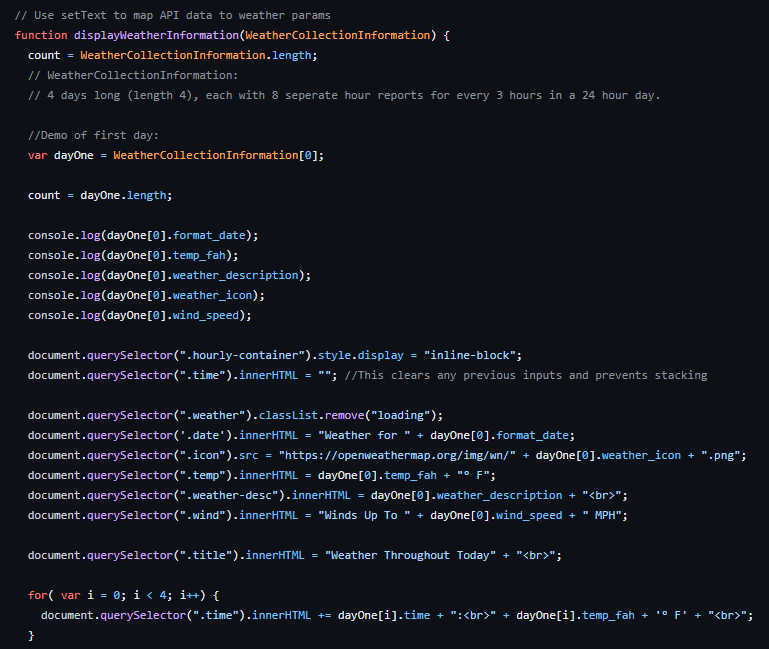 // Use setText to map API data to weather params
function displayWeatherInformation(WeatherCollectionInformation) {
count = WeatherCollectionInformation.length;
// WeatherCollectionInformation:
// 4 days long (length 4), each with 8 seperate hour reports for every 3 hours in a 24 hour day.
//Demo of first day:
var dayOne = WeatherCollectionInformation[0];
count = dayOne.length;
console.log(dayOne[0].format_date);
console.log(dayOne[0].temp_fah);
console.log(dayOne[0].weather_description);
console.log(dayOne[0].weather_icon);
console.log(dayOne[0].wind_speed);
document.querySelector(".hourly-container").style.display = "inline-block";
document.querySelector(".time").innerHTML = ""; //This clears any previous inputs and prevents stacking
document.querySelector(".weather").classList.remove("loading");
document.querySelector('.date').innerHTML = "Weather for " + dayOne[0].format_date;
document.querySelector(".icon").src = "https://openweathermap.org/img/wn/" + dayOne[0].weather_icon + ".png";
document.querySelector(".temp").innerHTML = dayOne[0].temp_fah + "° F";
document.querySelector(".weather-desc").innerHTML = dayOne[0].weather_description + "<br>";
document.querySelector(".wind").innerHTML = "Winds Up To " + dayOne[0].wind_speed + " MPH";
document.querySelector(".title").innerHTML = "Weather Throughout Today" + "<br>";
for( var i = 0; i < 4; i++) {
document.querySelector(".time").innerHTML += dayOne[i].time + ":<br>" + dayOne[i].temp_fah + '° F' + "<br>";
}